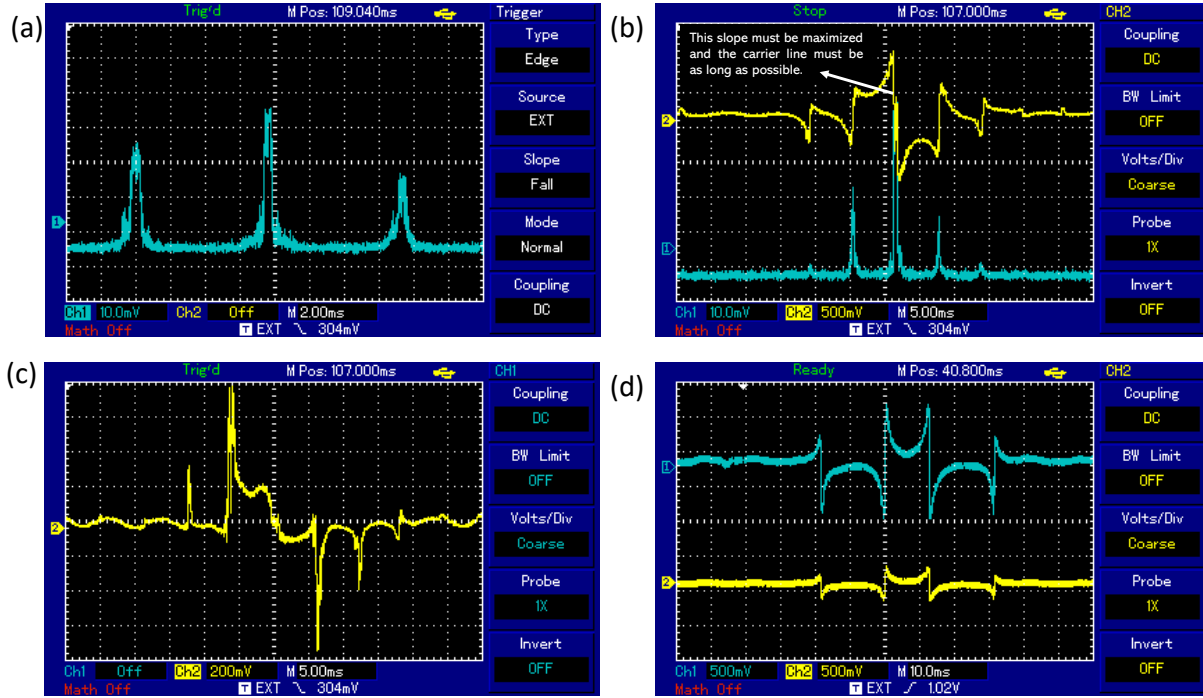 (a)
Trig'd M Pos: 109.040ms Trigger
Type
Edge
Source
EXT
Slope
Fall
Mode
Normal
Coupling
DC
1
Ch1 10.0mV Ch2 Off M 2.00ms
Math Off T EXT 304mV
(b)
Stop M Pos: 107.000ms CH2
This slope must be maximized
and the carrier line must be
as long as possible.
Coupling
DC
BW Limit
OFF
Volts/Div
Coarse
Probe
1X
Invert
OFF
2
1
Ch1 10.0mV Ch2 500mV M 5.00ms
Math Off T EXT 304mV
(c)
Trig'd M Pos: 107.000ms CH1
Coupling
DC
BW Limit
OFF
Volts/Div
Coarse
Probe
1X
Invert
OFF
2
Ch1 Off Ch2 200mV M 5.00ms
Math Off T EXT 304mV
(d)
Ready M Pos: 40.800ms CH2
Coupling
DC
BW Limit
OFF
Volts/Div
Coarse
Probe
1X
Invert
OFF
1
2
Ch1 500mV Ch2 500mV M 10.0ms
Math Off T EXT 1.02V